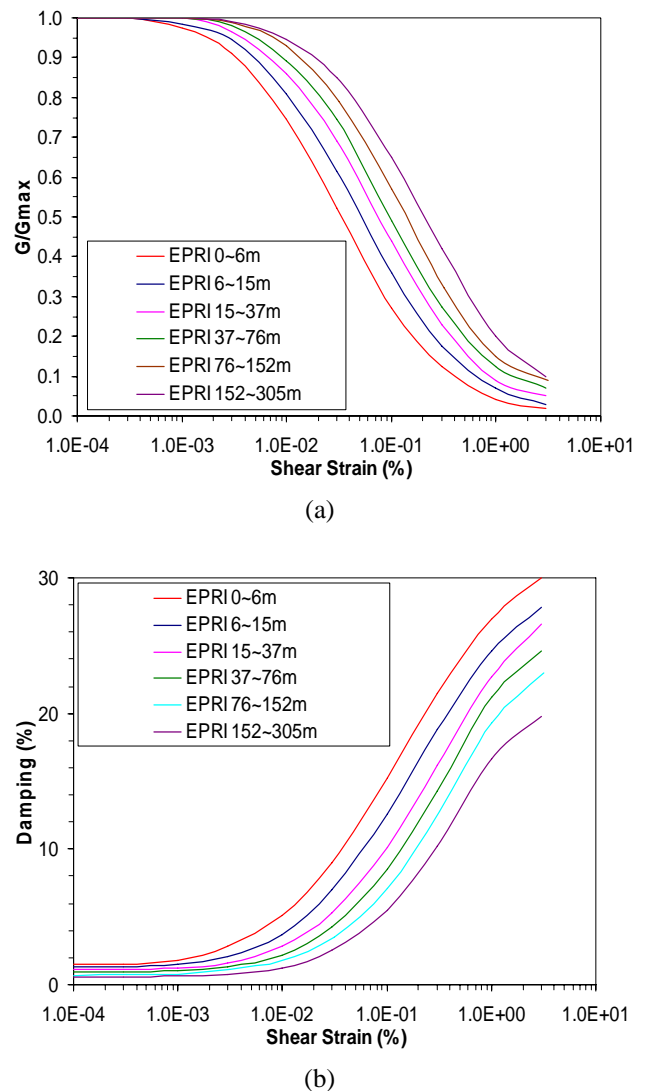 1.0
0.9
0.8
0.7
0.6
0.5
0.4
0.3
0.2
0.1
0.0
G/Gmax
EPRI 0~6m
EPRI 6~15m
EPRI 15~37m
EPRI 37~76m
EPRI 76~152m
EPRI 152~305m
1.0E-04 1.0E-03 1.0E-02 1.0E-01 1.0E+00 1.0E+01
Shear Strain (%)
(a)
30
20
10
0
Damping (%)
EPRI 0~6m
EPRI 6~15m
EPRI 15~37m
EPRI 37~76m
EPRI 76~152m
EPRI 152~305m
1.0E-04 1.0E-03 1.0E-02 1.0E-01 1.0E+00 1.0E+01
Shear Strain (%)
(b)